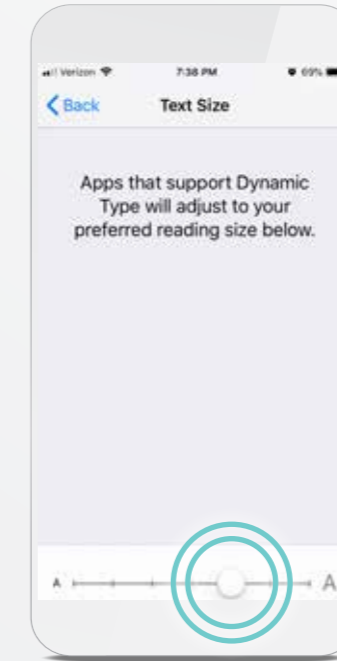 Verizon 7:38 PM 69%
Back Text Size
Apps that support Dynamic
Type will adjust to your
preferred reading size below.
A A